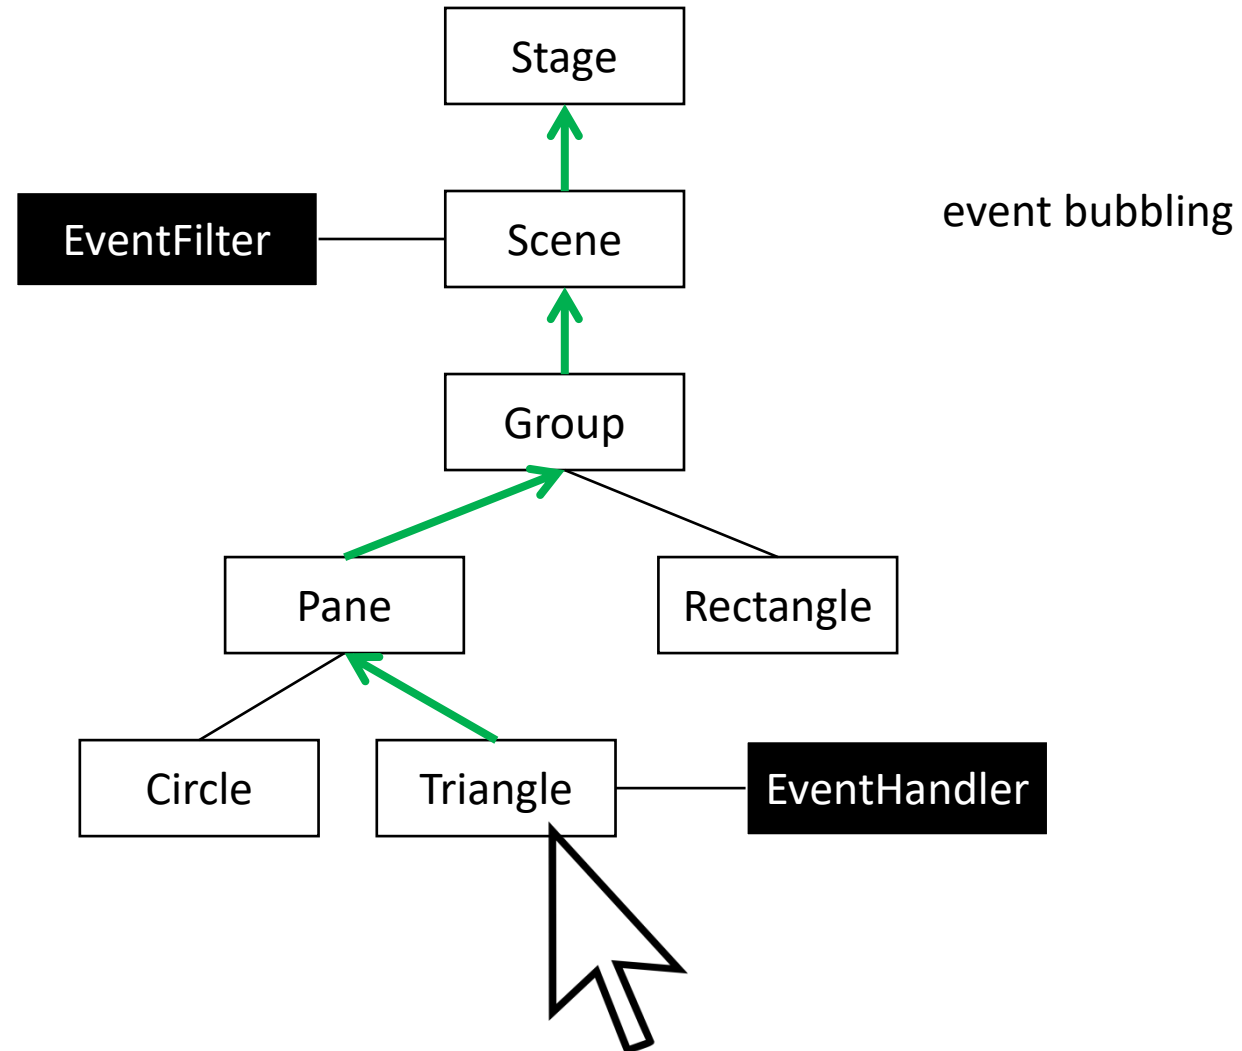 Stage
EventFilter
Scene
event bubbling
Group
Pane
Rectangle
Circle
Triangle
EventHandler